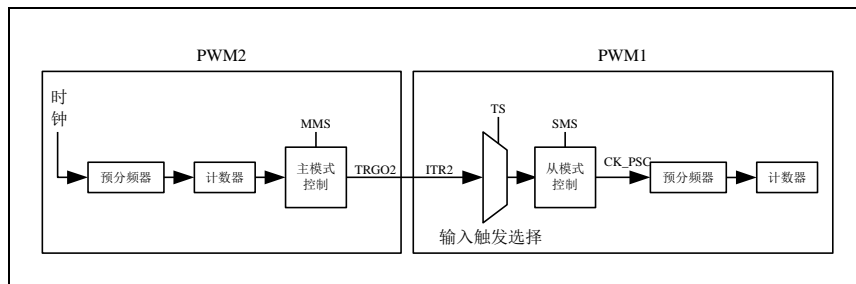 PWM2
PWM1
时
钟
MMS
TS
SMS
预分频器
计数器
主模式
控制
TRGO2
ITR2
从模式
控制
CK_PSC
预分频器
计数器
输入触发选择